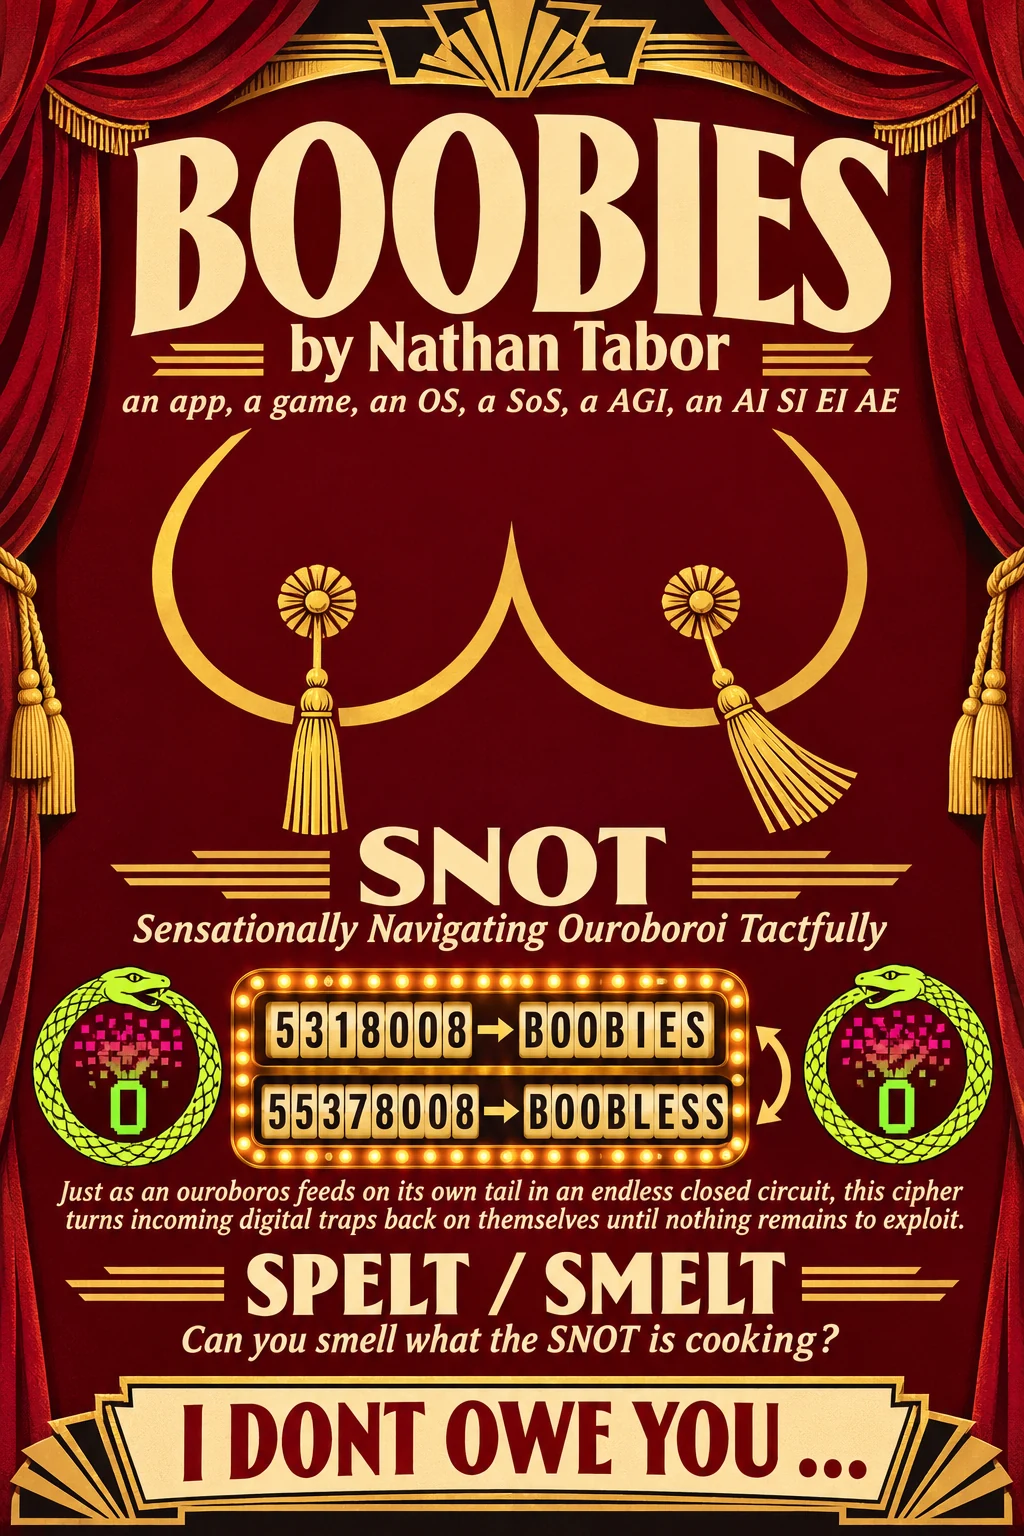 BOOBIES
by Nathan Tabor
an app, a game, an OS, a SoS, a AGI, an AI SI EI AE
SNOT
Sensationally Navigating Ouroboroi Tactfully
5318008 → BOOBIES
55378008 → BOOBLESS
0
0
Just as an ouroboros feeds on its own tail in an endless closed circuit, this cipher
turns incoming digital traps back on themselves until nothing remains to exploit.
SPELT / SMELT
Can you smell what the SNOT is cooking?
I DONT OWE YOU ...